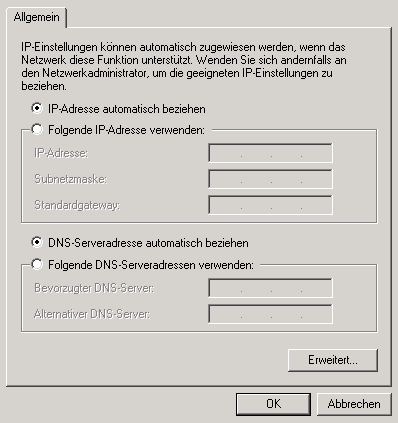 Allgemein
IP-Einstellungen können automatisch zugewiesen werden, wenn das
Netzwerk diese Funktion unterstützt. Wenden Sie sich andernfalls an
den Netzwerkadministrator, um die geeigneten IP-Einstellungen zu
beziehen.
IP-Adresse automatisch beziehen
Folgende IP-Adresse verwenden:
IP-Adresse:
Subnetzmaske:
Standardgateway:
DNS-Serveradresse automatisch beziehen
Folgende DNS-Serveradressen verwenden:
Bevorzugter DNS-Server:
Alternativer DNS-Server:
Erweitert...
OK Abbrechen